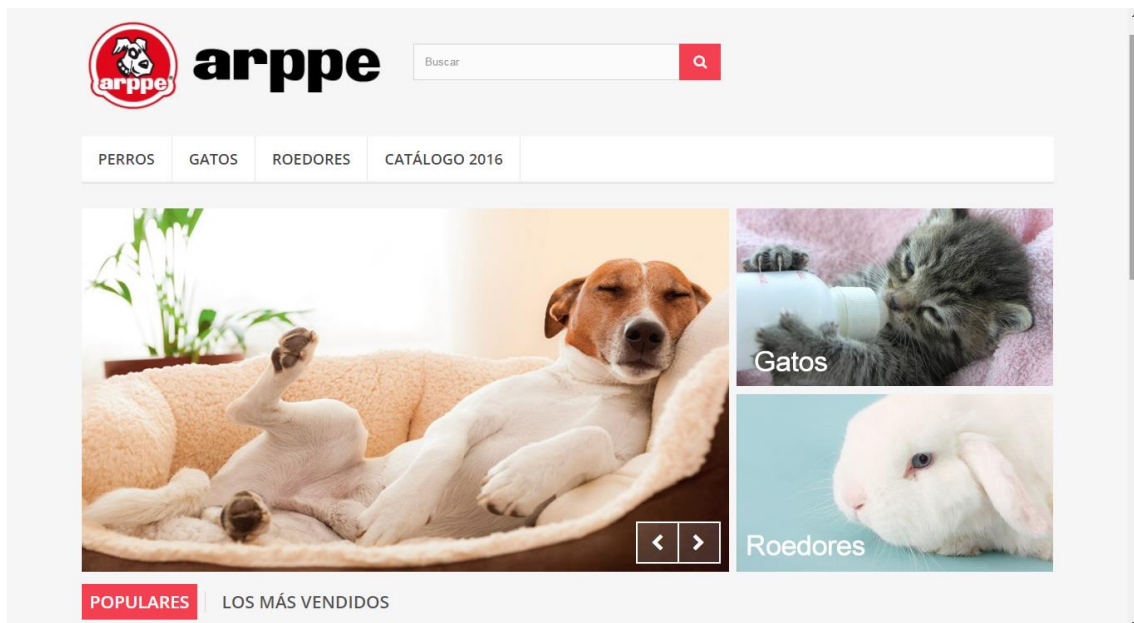 arppe
arppe
Buscar
PERROS
GATOS
ROEDORES
CATÁLOGO 2016
Gatos
Roedores
POPULARES
LOS MÁS VENDIDOS